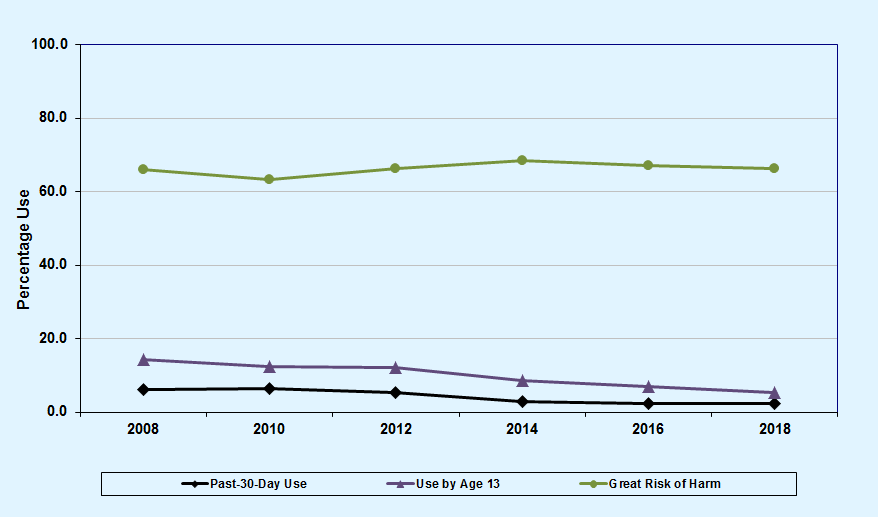 100.0
80.0
60.0
40.0
20.0
0.0
Percentage Use
2008 2010 2012 2014 2016 2018
Past-30-Day Use Use by Age 13 Great Risk of Harm